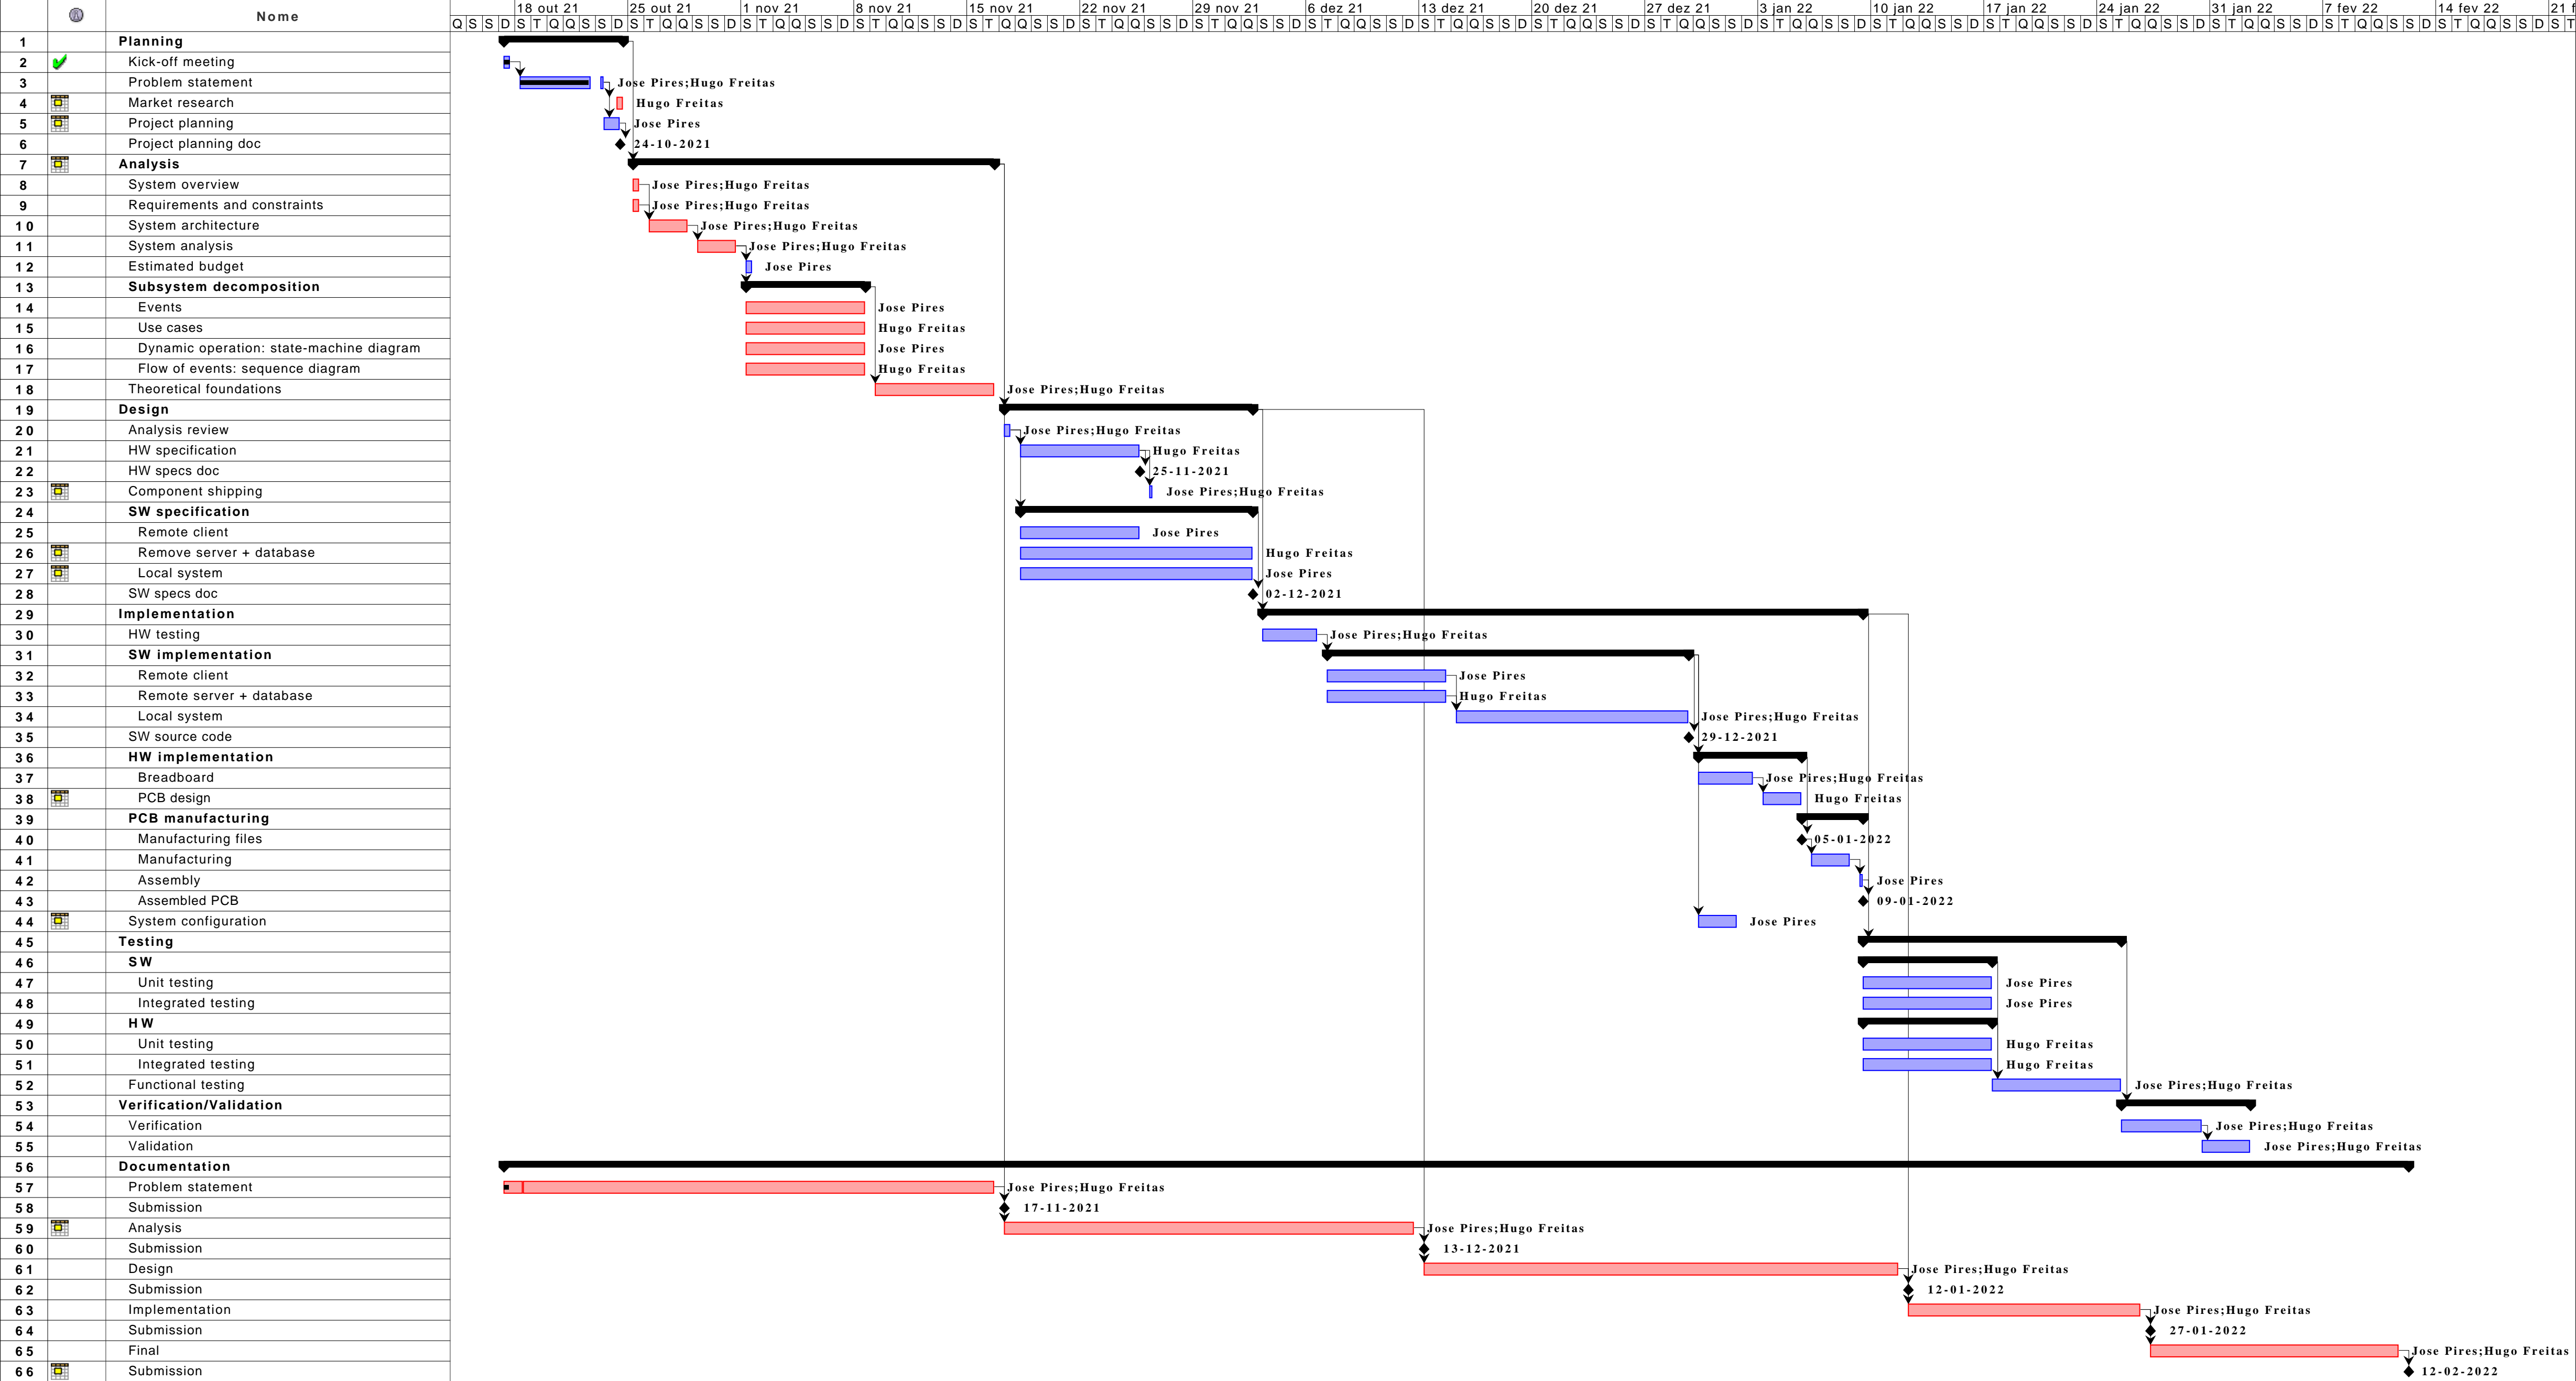 Nome
18 out 21 25 out 21 1 nov 21 8 nov 21 15 nov 21 22 nov 21 29 nov 21 6 dez 21 13 dez 21 20 dez 21 27 dez 21 3 jan 22 10 jan 22 17 jan 22 24 jan 22 31 jan 22 7 fev 22 14 fev 22 21 f
Q S S D S T Q Q S S D S T Q Q S S D S T Q Q S S D S T Q Q S S D S T Q Q S S D S T Q Q S S D S T Q Q S S D S T Q Q S S D S T Q Q S S D S T Q Q S S D S T Q Q S S D S T Q Q S S D S T Q Q S S D S T Q Q S S D S T Q Q S S D S T Q Q S S D S T Q Q S S D S T
1 Planning
2 Kick-off meeting
3 Problem statement Jose Pires;Hugo Freitas
4 Market research Hugo Freitas
5 Project planning Jose Pires
6 Project planning doc 24-10-2021
7 Analysis
8 System overview Jose Pires;Hugo Freitas
9 Requirements and constraints Jose Pires;Hugo Freitas
10 System architecture Jose Pires;Hugo Freitas
11 System analysis Jose Pires;Hugo Freitas
12 Estimated budget Jose Pires
13 Subsystem decomposition
14 Events Jose Pires
15 Use cases Hugo Freitas
16 Dynamic operation: state-machine diagram Jose Pires
17 Flow of events: sequence diagram Hugo Freitas
18 Theoretical foundations Jose Pires;Hugo Freitas
19 Design
20 Analysis review Jose Pires;Hugo Freitas
21 HW specification Hugo Freitas
22 HW specs doc 25-11-2021
23 Component shipping Jose Pires;Hugo Freitas
24 SW specification
25 Remote client Jose Pires
26 Remove server + database Hugo Freitas
27 Local system Jose Pires
28 SW specs doc 02-12-2021
29 Implementation
30 HW testing Jose Pires;Hugo Freitas
31 SW implementation
32 Remote client Jose Pires
33 Remote server + database Hugo Freitas
34 Local system Jose Pires;Hugo Freitas
35 SW source code 29-12-2021
36 HW implementation
37 Breadboard Jose Pires;Hugo Freitas
38 PCB design Hugo Freitas
39 PCB manufacturing
40 Manufacturing files 05-01-2022
41 Manufacturing
42 Assembly Jose Pires
43 Assembled PCB 09-01-2022
44 System configuration Jose Pires
45 Testing
46 SW
47 Unit testing Jose Pires
48 Integrated testing Jose Pires
49 HW
50 Unit testing Hugo Freitas
51 Integrated testing Hugo Freitas
52 Functional testing Jose Pires;Hugo Freitas
53 Verification/Validation
54 Verification Jose Pires;Hugo Freitas
55 Validation Jose Pires;Hugo Freitas
56 Documentation
57 Problem statement Jose Pires;Hugo Freitas
58 Submission 17-11-2021
59 Analysis Jose Pires;Hugo Freitas
60 Submission 13-12-2021
61 Design Jose Pires;Hugo Freitas
62 Submission 12-01-2022
63 Implementation Jose Pires;Hugo Freitas
64 Submission 27-01-2022
65 Final Jose Pires;Hugo Freitas
66 Submission 12-02-2022